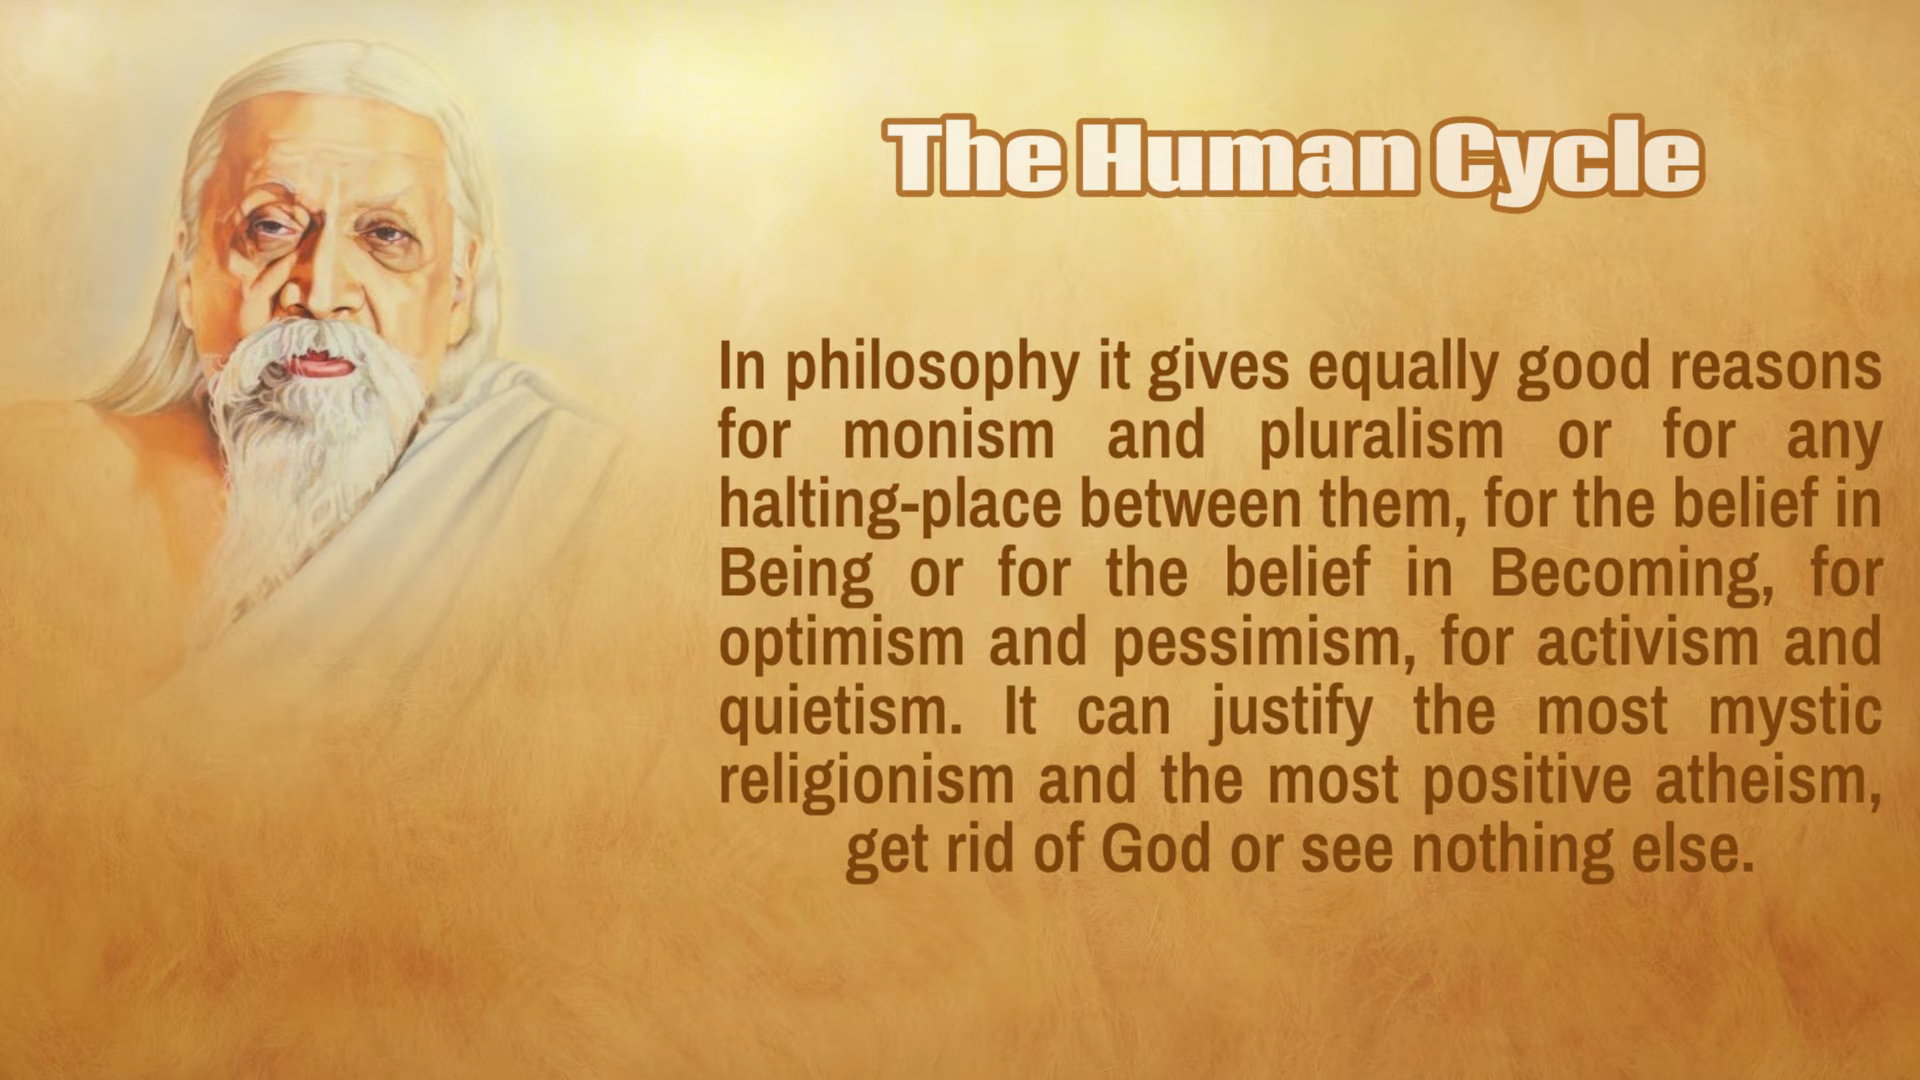 The Human Cycle
In philosophy it gives equally good reasons
for monism and pluralism or for any
halting-place between them, for the belief in
Being or for the belief in Becoming, for
optimism and pessimism, for activism and
quietism. It can justify the most mystic
religionism and the most positive atheism,
get rid of God or see nothing else.